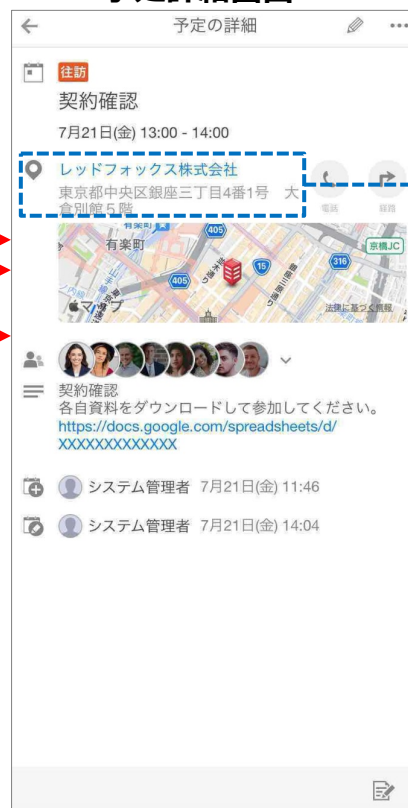 予定の詳細
往訪
契約確認
7月21日(金) 13:00 - 14:00
レッドフォックス株式会社
東京都中央区銀座三丁目4番1号 大
倉別館５階
電話
経路
有楽町
405
405
15
316
京橋JC
山手
マップ
法律に基づく情報
契約確認
各自資料をダウンロードして参加してください。
https://docs.google.com/spreadsheets/d/
XXXXXXXXXXXXX
システム管理者 7月21日(金) 11:46
システム管理者 7月21日(金) 14:04